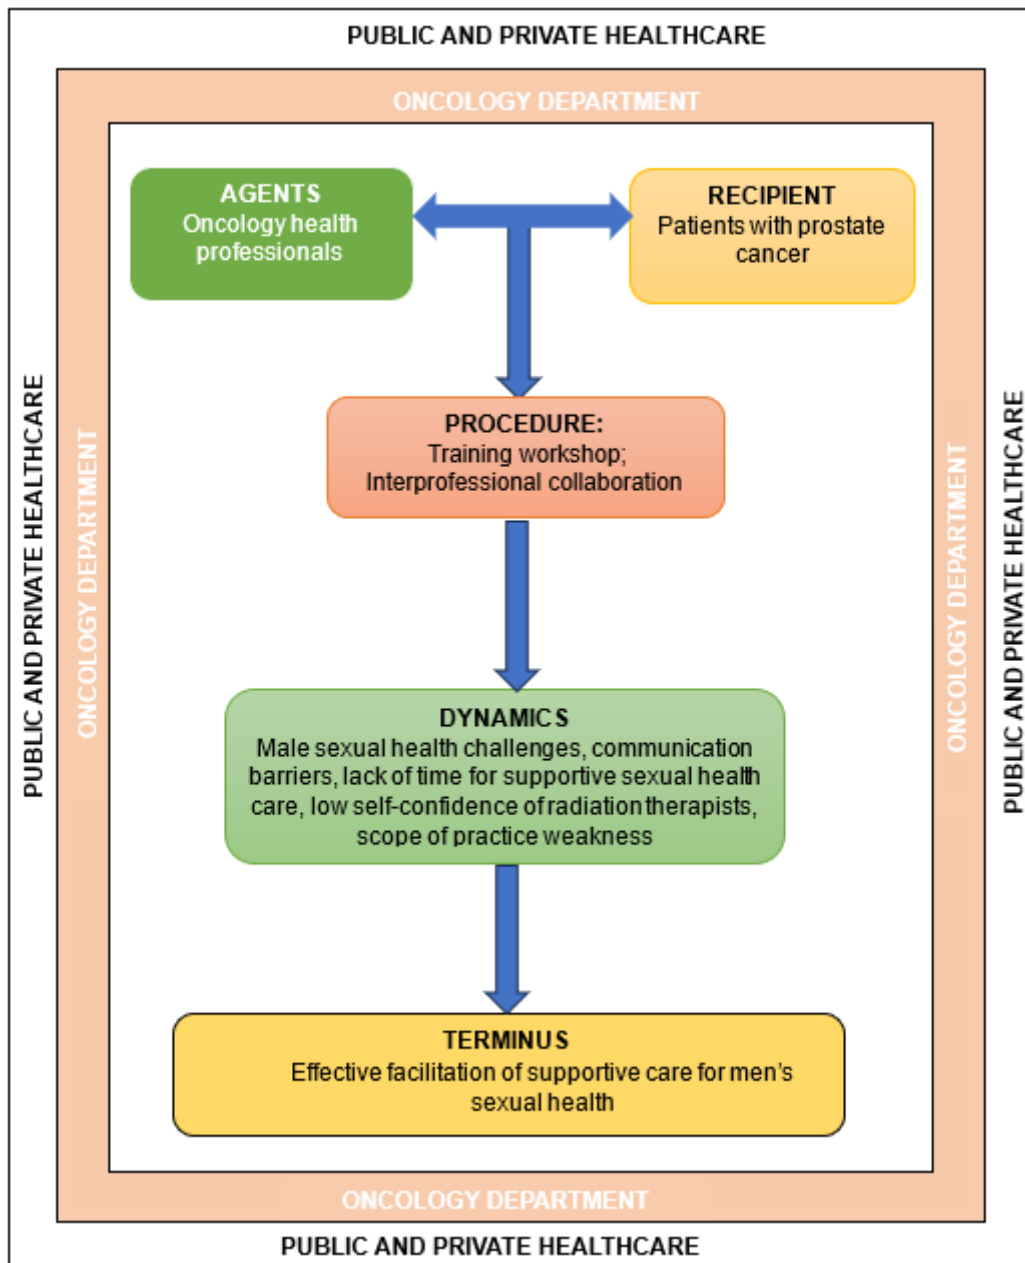 PUBLIC AND PRIVATE HEALTHCARE
ONCOLOGY DEPARTMENT
AGENTS
Oncology health
professionals
RECIPIENT
Patients with prostate
cancer
PUBLIC AND PRIVATE HEALTHCARE
ONCOLOGY DEPARTMENT
PROCEDURE:
Training workshop;
Interprofessional collaboration
ONCOLOGY DEPARTMENT
PUBLIC AND PRIVATE HEALTHCARE
DYNAMICS
Male sexual health challenges, communication
barriers, lack of time for supportive sexual health
care, low self-confidence of radiation therapists,
scope of practice weakness
TERMINUS
Effective facilitation of supportive care for men's
sexual health
ONCOLOGY DEPARTMENT
PUBLIC AND PRIVATE HEALTHCARE